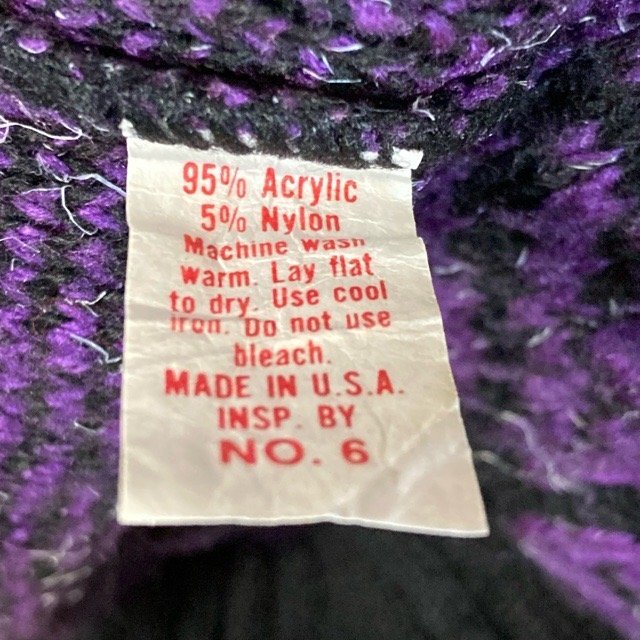 95% Acrylic
5% Nylon
Machine wash
warm. Lay flat
to dry. Use cool
iron. Do not use
bleach.
MADE IN U.S.A.
INSP. BY
NO. 6